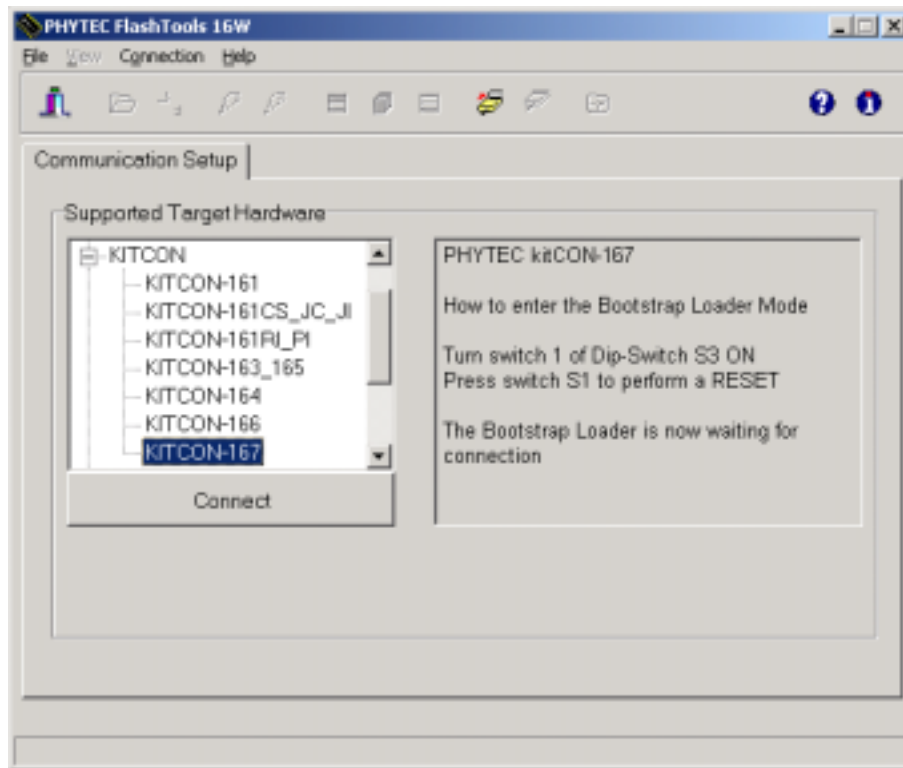 PHYTEC FlashTools 16W
File View Connection Help
Communication Setup
Supported Target Hardware
KITCON
KITCON-161
KITCON-161CS_JC_JI
KITCON-161RI_PI
KITCON-163_165
KITCON-164
KITCON-166
KITCON-167
Connect
PHYTEC kitCON-167
How to enter the Bootstrap Loader Mode
Turn switch 1 of Dip-Switch S3 ON
Press switch S1 to perform a RESET
The Bootstrap Loader is now waiting for
connection